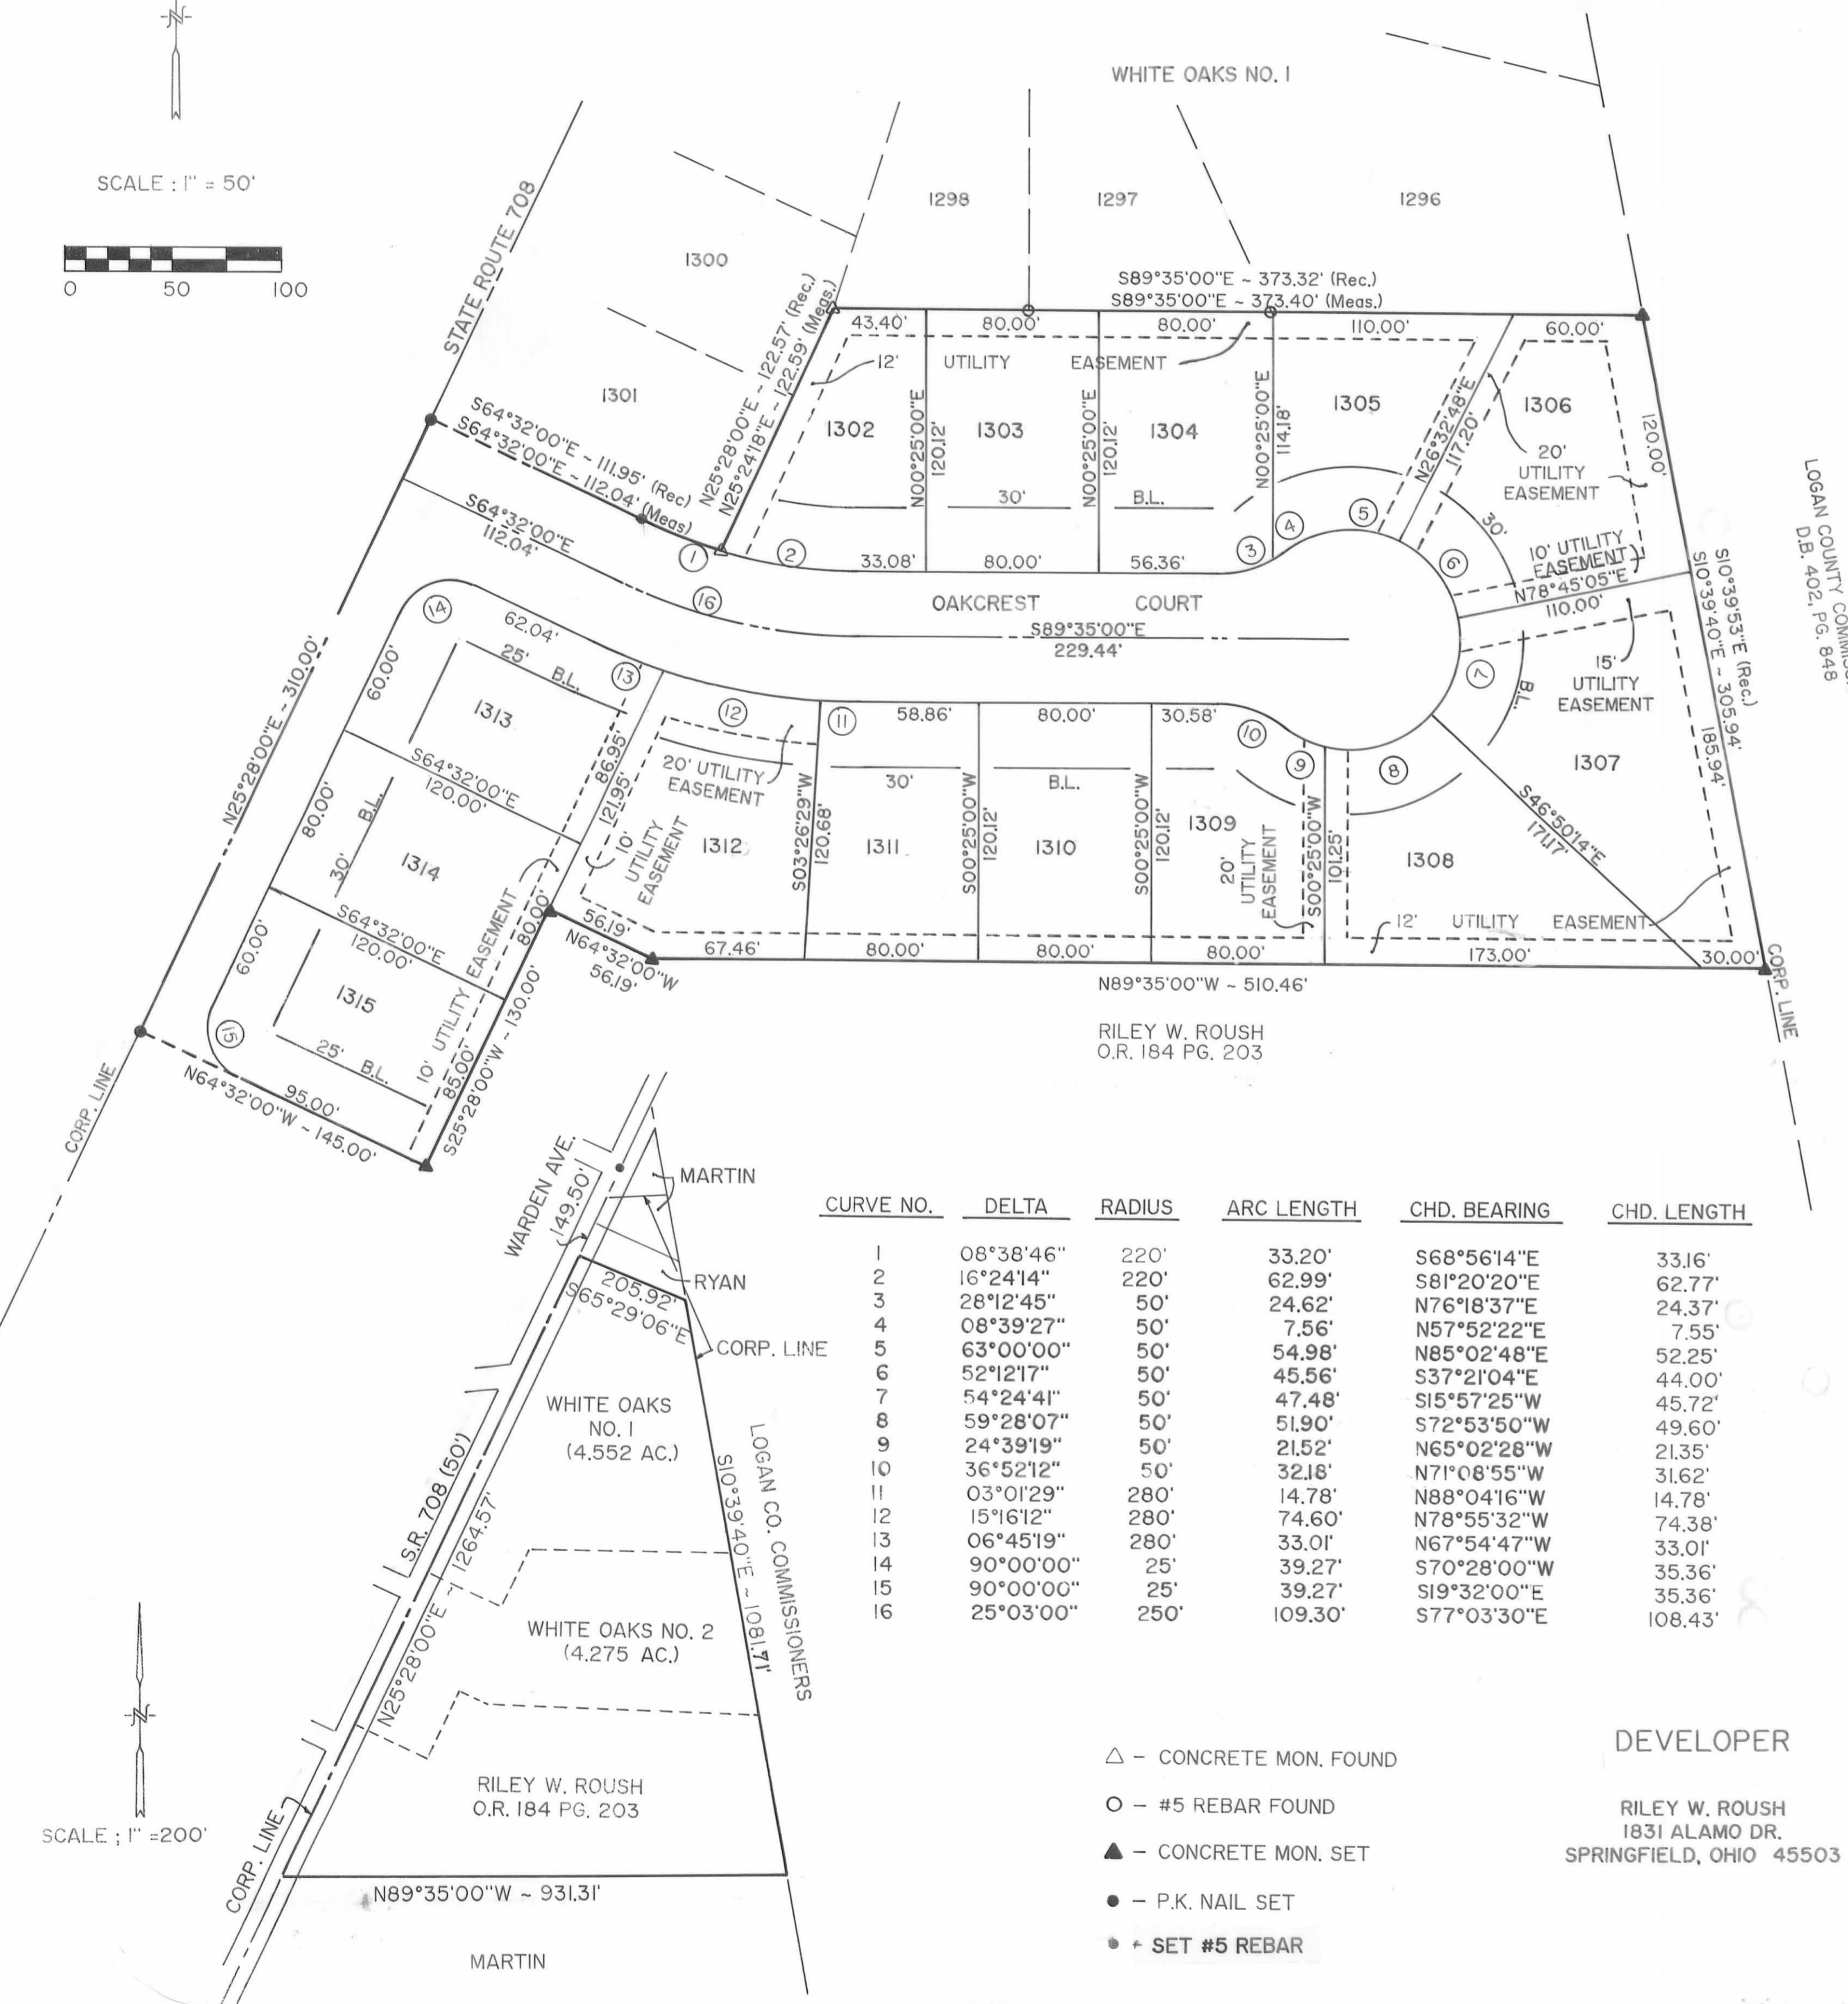 N
SCALE : 1" = 50'
0 50 100
WHITE OAKS NO. 1
1298
1297
1296
1300
1301
STATE ROUTE 708
S89°35'00"E ~ 373.32' (Rec.)
S89°35'00"E ~ 373.40' (Meas.)
43.40'
80.00'
80.00'
110.00'
60.00'
N25°28'00"E ~ 122.57' (Rec.)
N25°24'18"E ~ 122.59' (Meas.)
S64°32'00"E ~ 111.95' (Rec)
S64°32'00"E ~ 112.04' (Meas)
S64°32'00"E
112.04'
12' UTILITY EASEMENT
1302
N00°25'00"E
120.12'
1303
N00°25'00"E
120.12'
1304
N00°25'00"E
114.18'
1305
N26°32'48"E
117.20'
1306
120.00'
20'
UTILITY
EASEMENT
30' B.L.
30'
10' UTILITY
EASEMENT
N78°45'05"E
110.00'
LOGAN COUNTY
D.B. 402, PG. 848
S10°39'53"E (Rec.)
S10°39'40"E ~ 305.94'
185.94'
1
2
33.08'
80.00'
56.36'
3
4
5
6
7
8
9
10
11
12
13
14
15
16
OAKCREST COURT
S89°35'00"E
229.44'
62.04'
25' B.L.
60.00'
1313
86.95'
121.95'
58.86'
80.00'
30.58'
15'
UTILITY
EASEMENT
B.L.
1307
N25°28'00"E ~ 310.00'
S64°32'00"E
120.00'
80.00'
B.L.
30'
1314
20' UTILITY
EASEMENT
10'
UTILITY
EASEMENT
1312
S03°26'29"W
120.68'
30' B.L.
1311
S00°25'00"W
120.12'
1310
S00°25'00"W
120.12'
1309
20'
UTILITY
EASEMENT
S00°25'00"W
101.25'
1308
S46°50'14"E
171.17'
S64°32'00"E
120.00'
80.00'
60.00'
1315
10' UTILITY EASEMENT
56.19'
N64°32'00"W
56.19'
67.46'
80.00'
80.00'
80.00'
12' UTILITY EASEMENT
173.00'
30.00'
N89°35'00"W ~ 510.46'
CORP. LINE
RILEY W. ROUSH
O.R. 184 PG. 203
25' B.L.
85.00'
S25°28'00"W ~ 130.00'
95.00'
N64°32'00"W ~ 145.00'
CORP. LINE
WARDEN AVE.
149.50'
MARTIN
RYAN
205.92'
S65°29'06"E
CORP. LINE
WHITE OAKS
NO. 1
(4.552 AC.)
S.R. 708 (50')
N25°28'00"E ~ 1264.57'
S10°39'40"E ~ 1081.71'
LOGAN CO. COMMISSIONERS
WHITE OAKS NO. 2
(4.275 AC.)
RILEY W. ROUSH
O.R. 184 PG. 203
CORP. LINE
N89°35'00"W ~ 931.31'
MARTIN
N
SCALE ; 1" =200'
CURVE NO. DELTA RADIUS ARC LENGTH CHD. BEARING CHD. LENGTH
1 08°38'46" 220' 33.20' S68°56'14"E 33.16'
2 16°24'14" 220' 62.99' S81°20'20"E 62.77'
3 28°12'45" 50' 24.62' N76°18'37"E 24.37'
4 08°39'27" 50' 7.56' N57°52'22"E 7.55'
5 63°00'00" 50' 54.98' N85°02'48"E 52.25'
6 52°12'17" 50' 45.56' S37°21'04"E 44.00'
7 54°24'41" 50' 47.48' S15°57'25"W 45.72'
8 59°28'07" 50' 51.90' S72°53'50"W 49.60'
9 24°39'19" 50' 21.52' N65°02'28"W 21.35'
10 36°52'12" 50' 32.18' N71°08'55"W 31.62'
11 03°01'29" 280' 14.78' N88°04'16"W 14.78'
12 15°16'12" 280' 74.60' N78°55'32"W 74.38'
13 06°45'19" 280' 33.01' N67°54'47"W 33.01'
14 90°00'00" 25' 39.27' S70°28'00"W 35.36'
15 90°00'00" 25' 39.27' S19°32'00"E 35.36'
16 25°03'00" 250' 109.30' S77°03'30"E 108.43'
△ – CONCRETE MON. FOUND
O – #5 REBAR FOUND
▲ – CONCRETE MON. SET
● – P.K. NAIL SET
● + SET #5 REBAR
DEVELOPER
RILEY W. ROUSH
1831 ALAMO DR.
SPRINGFIELD, OHIO 45503